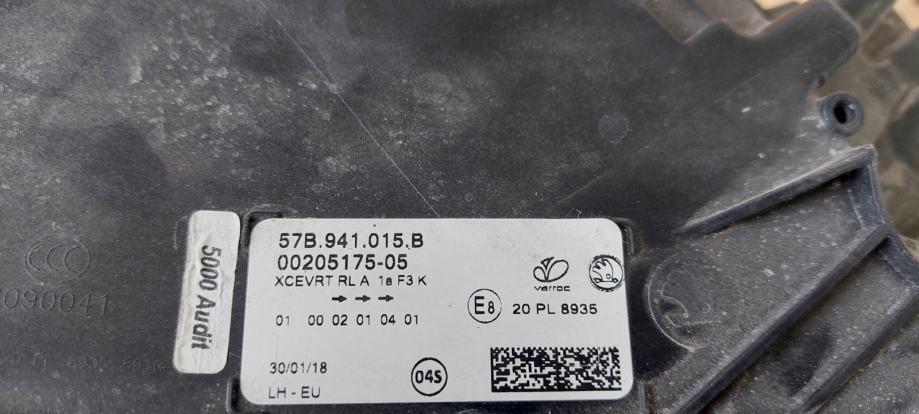 57B.941.015.B
00205175-05
XCEVRT RL A 1a F3 K
01 00 02 01 04 01
30/01/18
LH - EU
04S
E8
20 PL 8935
varroc
5000 Audit
090041